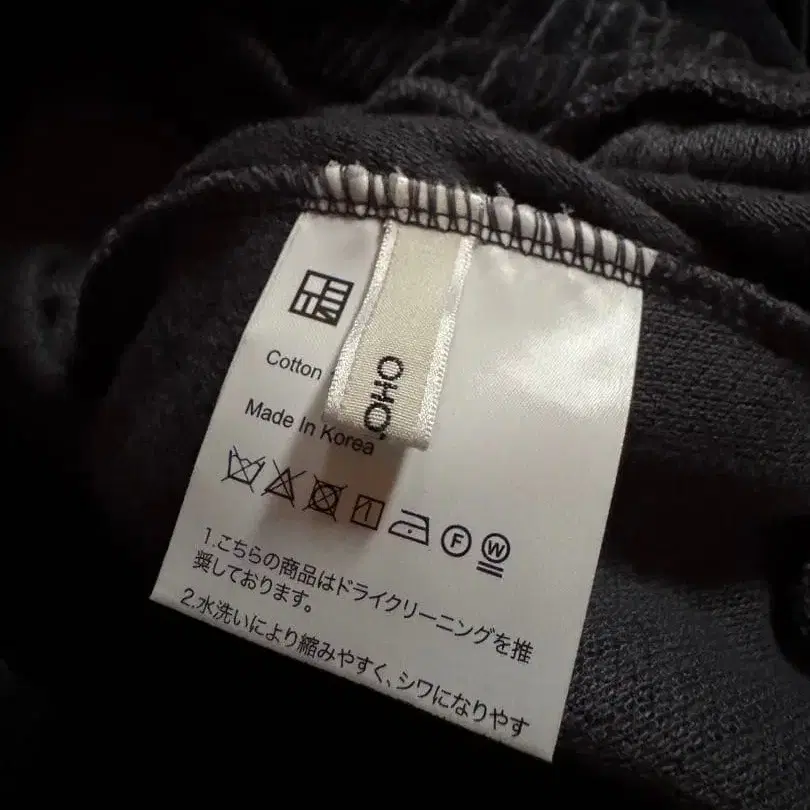 Cotton
OHO,
Made In Korea
F W
1.こちらの商品はドライクリーニングを推
奨しております。
2.水洗いにより縮みやすく、シワになりやす